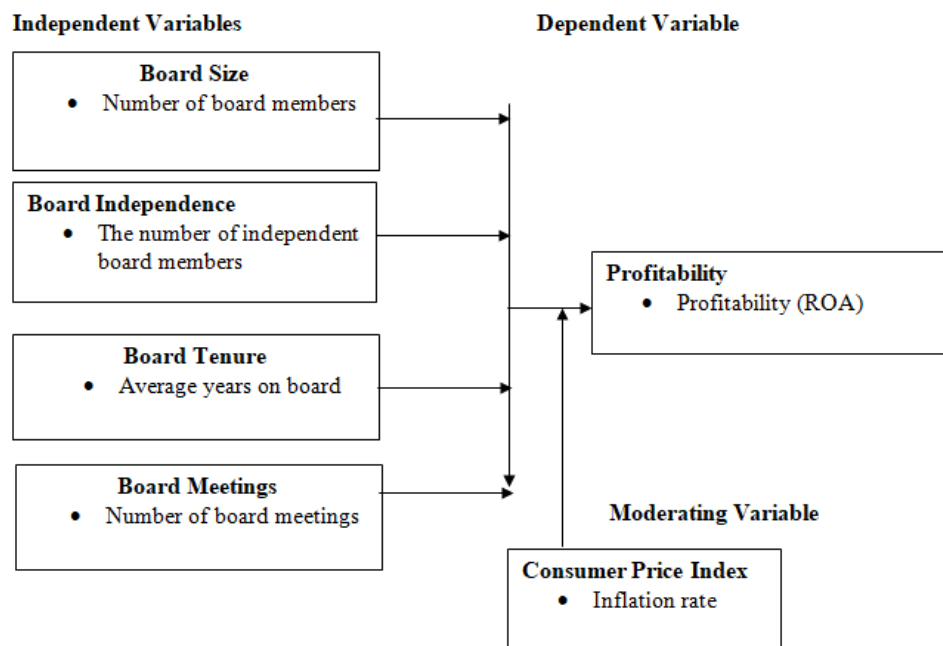 Independent Variables
Dependent Variable
Board Size
• Number of board members
Board Independence
• The number of independent
board members
Profitability
• Profitability (ROA)
Board Tenure
• Average years on board
Board Meetings
• Number of board meetings
Moderating Variable
Consumer Price Index
• Inflation rate